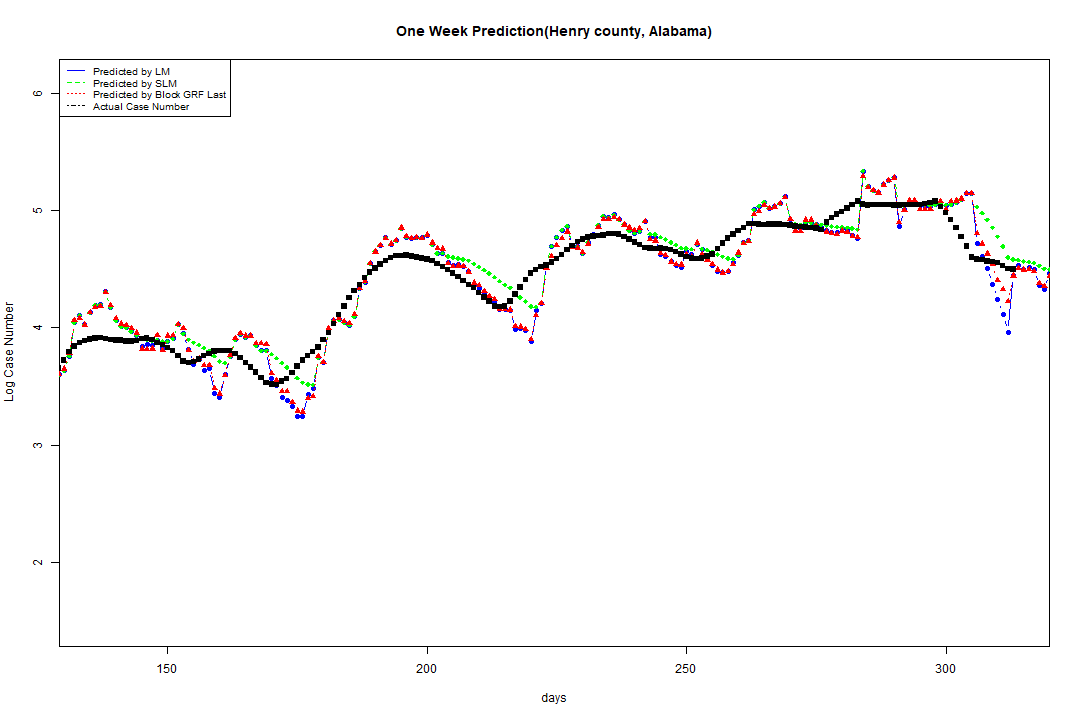 One Week Prediction(Henry county, Alabama)
Predicted by LM
Predicted by SLM
Predicted by Block GRF Last
Actual Case Number
6
5
4
3
2
Log Case Number
150
200
250
300
days